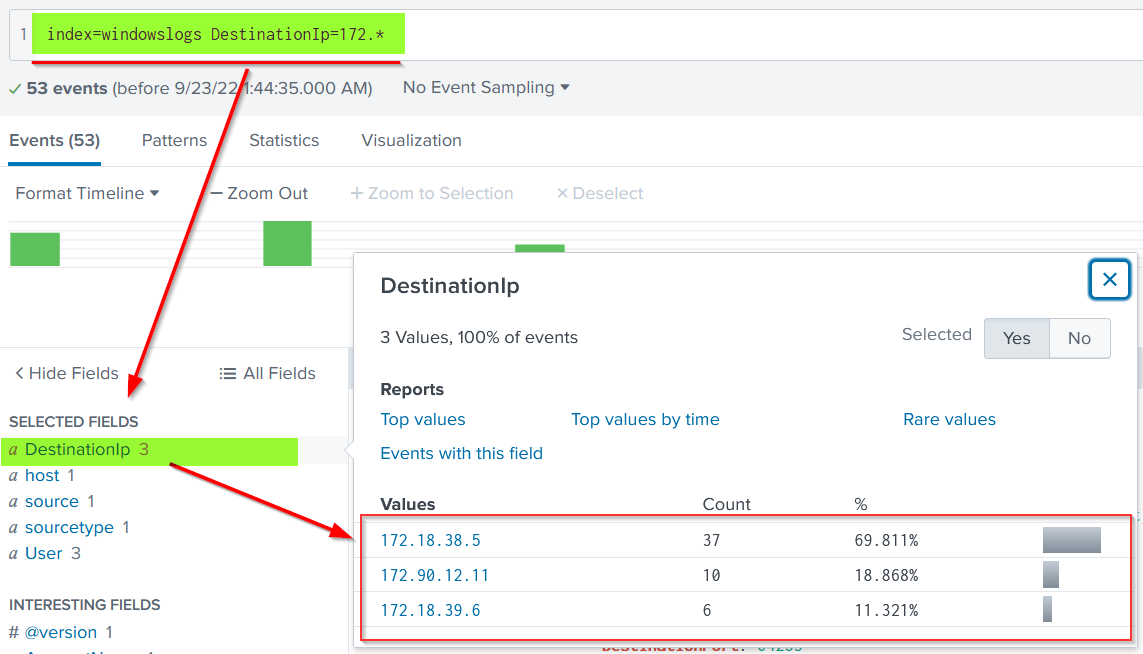 1 index=windowslogs DestinationIp=172.*
✓ 53 events (before 9/23/22 1:44:35.000 AM) No Event Sampling ▼
Events (53) Patterns Statistics Visualization
Format Timeline ▼ — Zoom Out + Zoom to Selection × Deselect
DestinationIp ×
3 Values, 100% of events Selected Yes No
Reports
Top values Top values by time Rare values
Events with this field
Values Count %
172.18.38.5 37 69.811%
172.90.12.11 10 18.868%
172.18.39.6 6 11.321%
< Hide Fields All Fields
SELECTED FIELDS
a DestinationIp 3
a host 1
a source 1
a sourcetype 1
a User 3
INTERESTING FIELDS
# @version 1